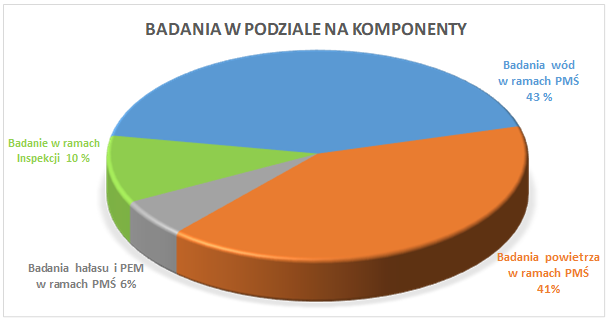 BADANIA W PODZIALE NA KOMPONENTY
Badania wód
w ramach PMŚ
43 %
Badanie w ramach
Inspekcji 10 %
Badania hałasu i PEM
w ramach PMŚ 6%
Badania powietrza
w ramach PMŚ
41%